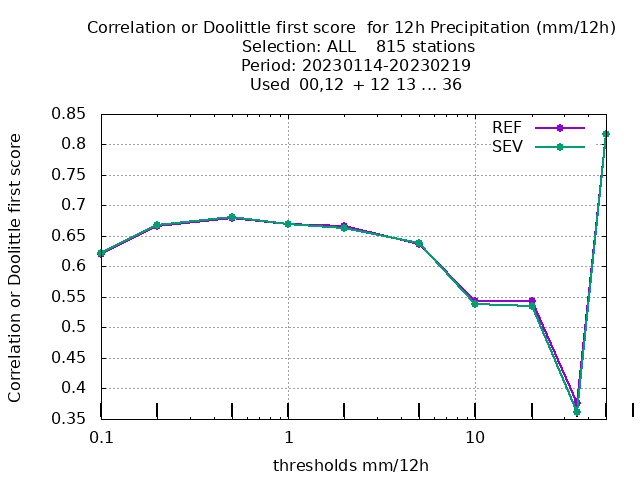 Correlation or Doolittle first score  for 12h Precipitation (mm/12h)
Selection: ALL    815 stations
Period: 20230114-20230219
Used  00,12  + 12 13 ... 36
Correlation or Doolittle first score
0.85
0.8
0.75
0.7
0.65
0.6
0.55
0.5
0.45
0.4
0.35
REF
SEV
0.1 1 10
thresholds mm/12h